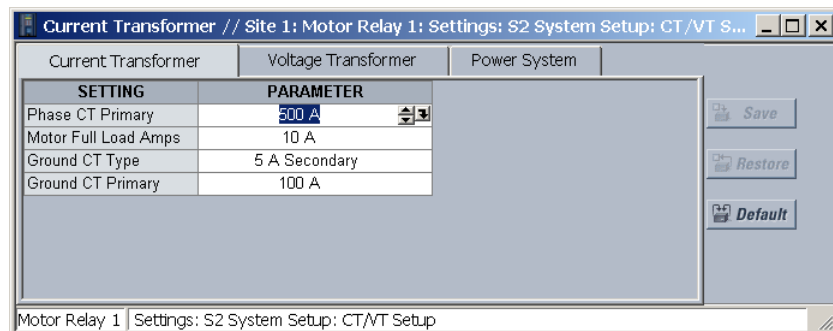 Current Transformer // Site 1: Motor Relay 1: Settings: S2 System Setup: CT/VT S...
Current Transformer Voltage Transformer Power System
SETTING PARAMETER
Phase CT Primary 500 A
Motor Full Load Amps 10 A
Ground CT Type 5 A Secondary
Ground CT Primary 100 A
Save
Restore
Default
Motor Relay 1 Settings: S2 System Setup: CT/VT Setup